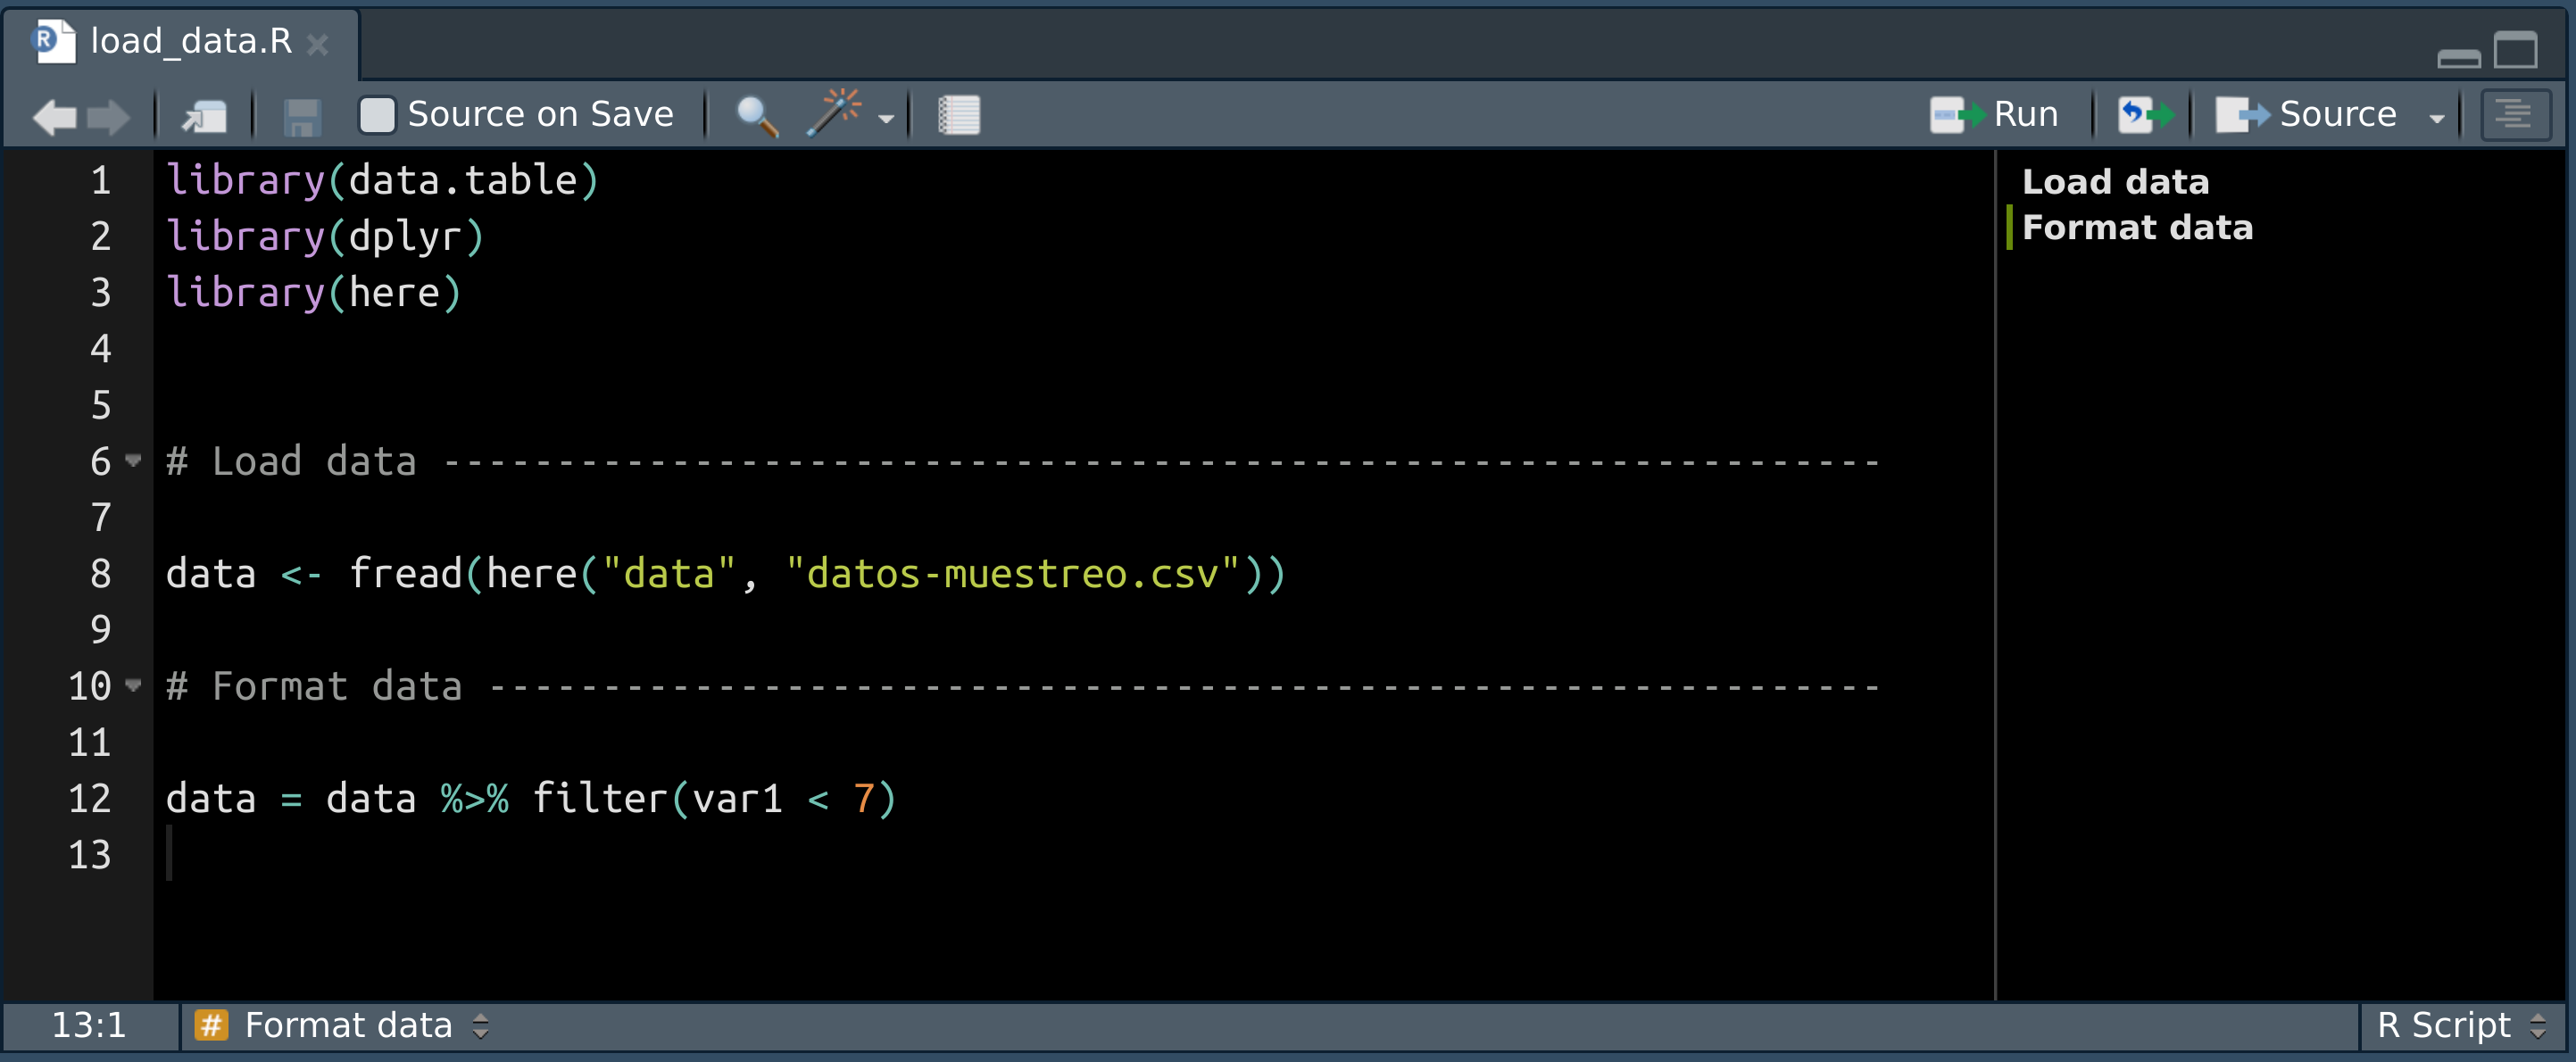 load_data.R
Source on Save Run Source
1 library(data.table)
2 library(dplyr)
3 library(here)
4
5
6 # Load data ---------------------------------------------------------------
7
8 data <- fread(here("data", "datos-muestreo.csv"))
9
10 # Format data -------------------------------------------------------------
11
12 data = data %>% filter(var1 < 7)
13
Load data
Format data
13:1 # Format data R Script